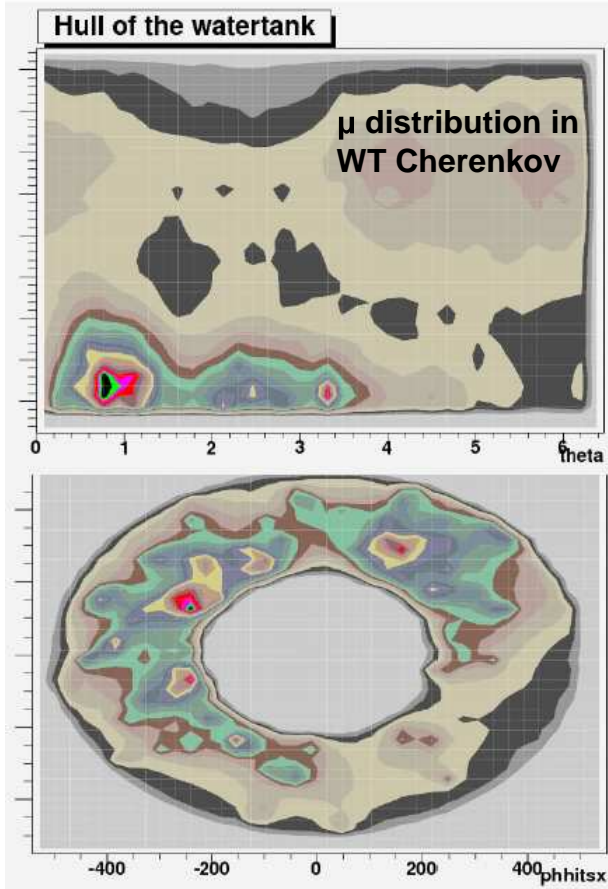 Hull of the watertank
μ distribution in
WT Cherenkov
0 1 2 3 4 5 6
theta
-400 -200 0 200 400
phhitsx